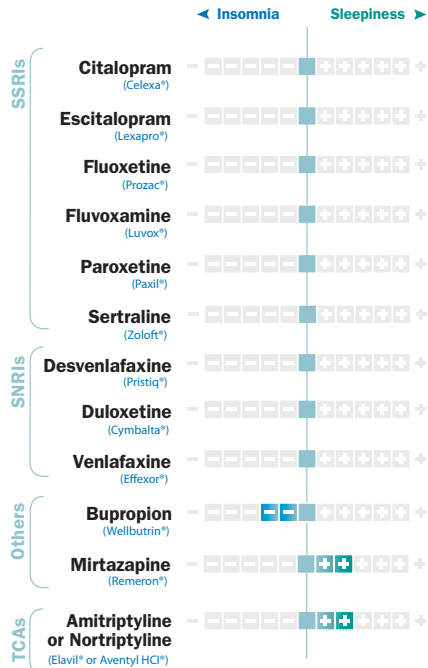 Insomnia Sleepiness
SSRIs
Citalopram
(Celexa®)
Escitalopram
(Lexapro®)
Fluoxetine
(Prozac®)
Fluvoxamine
(Luvox®)
Paroxetine
(Paxil®)
Sertraline
(Zoloft®)
SNRIs
Desvenlafaxine
(Pristiq®)
Duloxetine
(Cymbalta®)
Venlafaxine
(Effexor®)
Others
Bupropion
(Wellbutrin®)
Mirtazapine
(Remeron®)
TCAs
Amitriptyline
or Nortriptyline
(Elavil® or Aventyl HCI®)